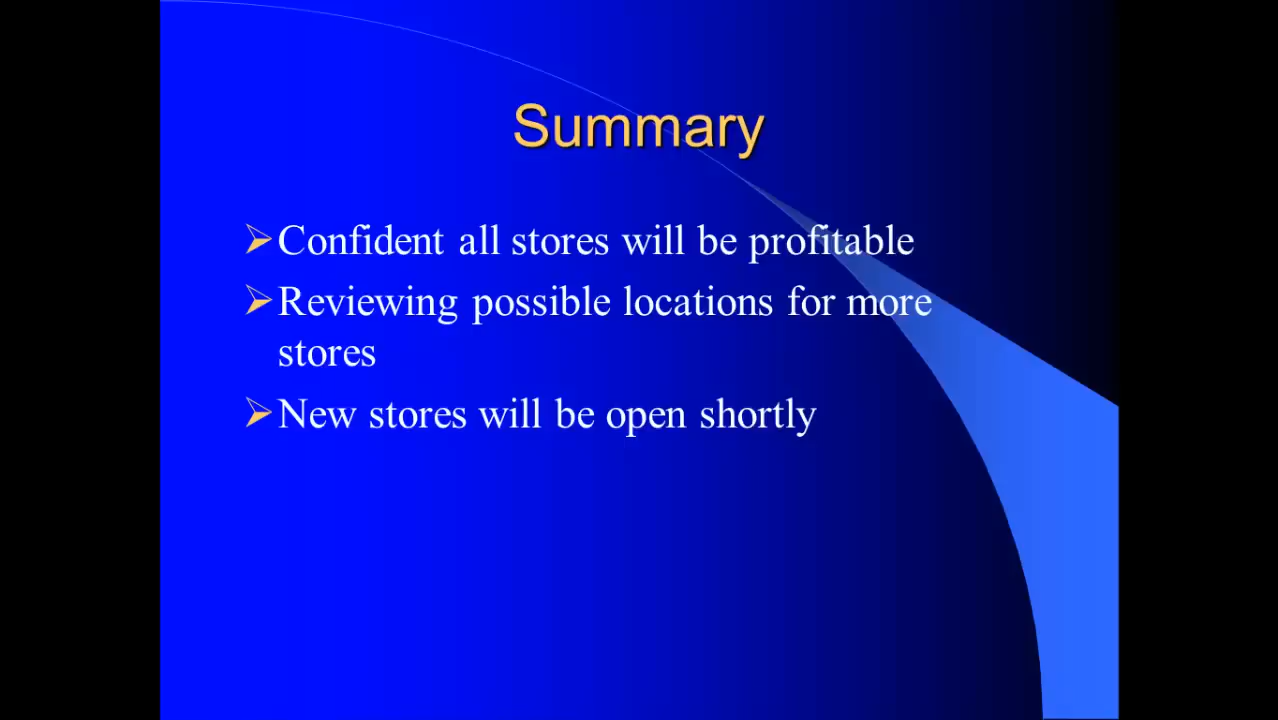 Summary
Confident all stores will be profitable
Reviewing possible locations for more
stores
New stores will be open shortly